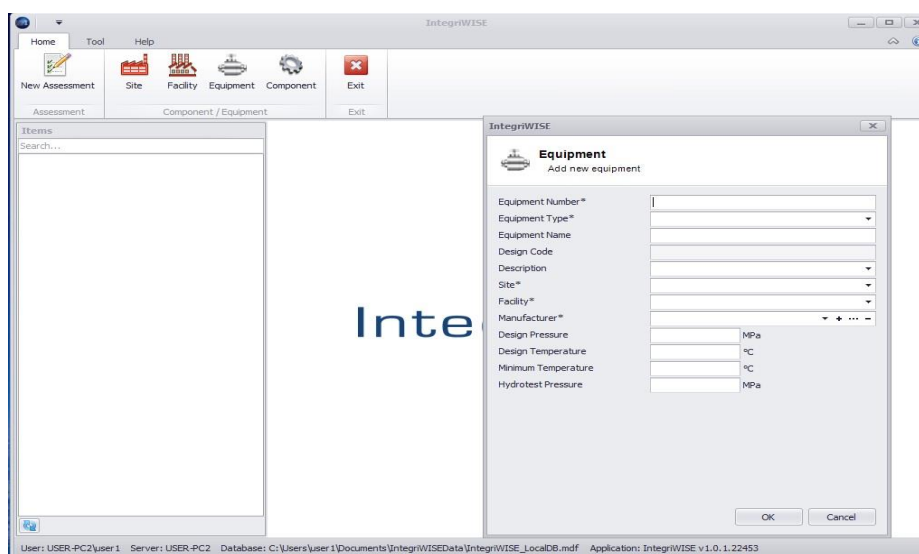 IntegriWISE
Home Tool Help
New Assessment Site Facility Equipment Component Exit
Assessment Component / Equipment Exit
Items
Search...
Inte
IntegriWISE
Equipment
Add new equipment
Equipment Number*
Equipment Type*
Equipment Name
Design Code
Description
Site*
Facility*
Manufacturer*
Design Pressure MPa
Design Temperature °C
Minimum Temperature °C
Hydrotest Pressure MPa
OK Cancel
User: USER-PC2\user1 Server: USER-PC2 Database: C:\Users\user1\Documents\IntegriWISEData\IntegriWISE_LocalDB.mdf Application: IntegriWISE v1.0.1.22453